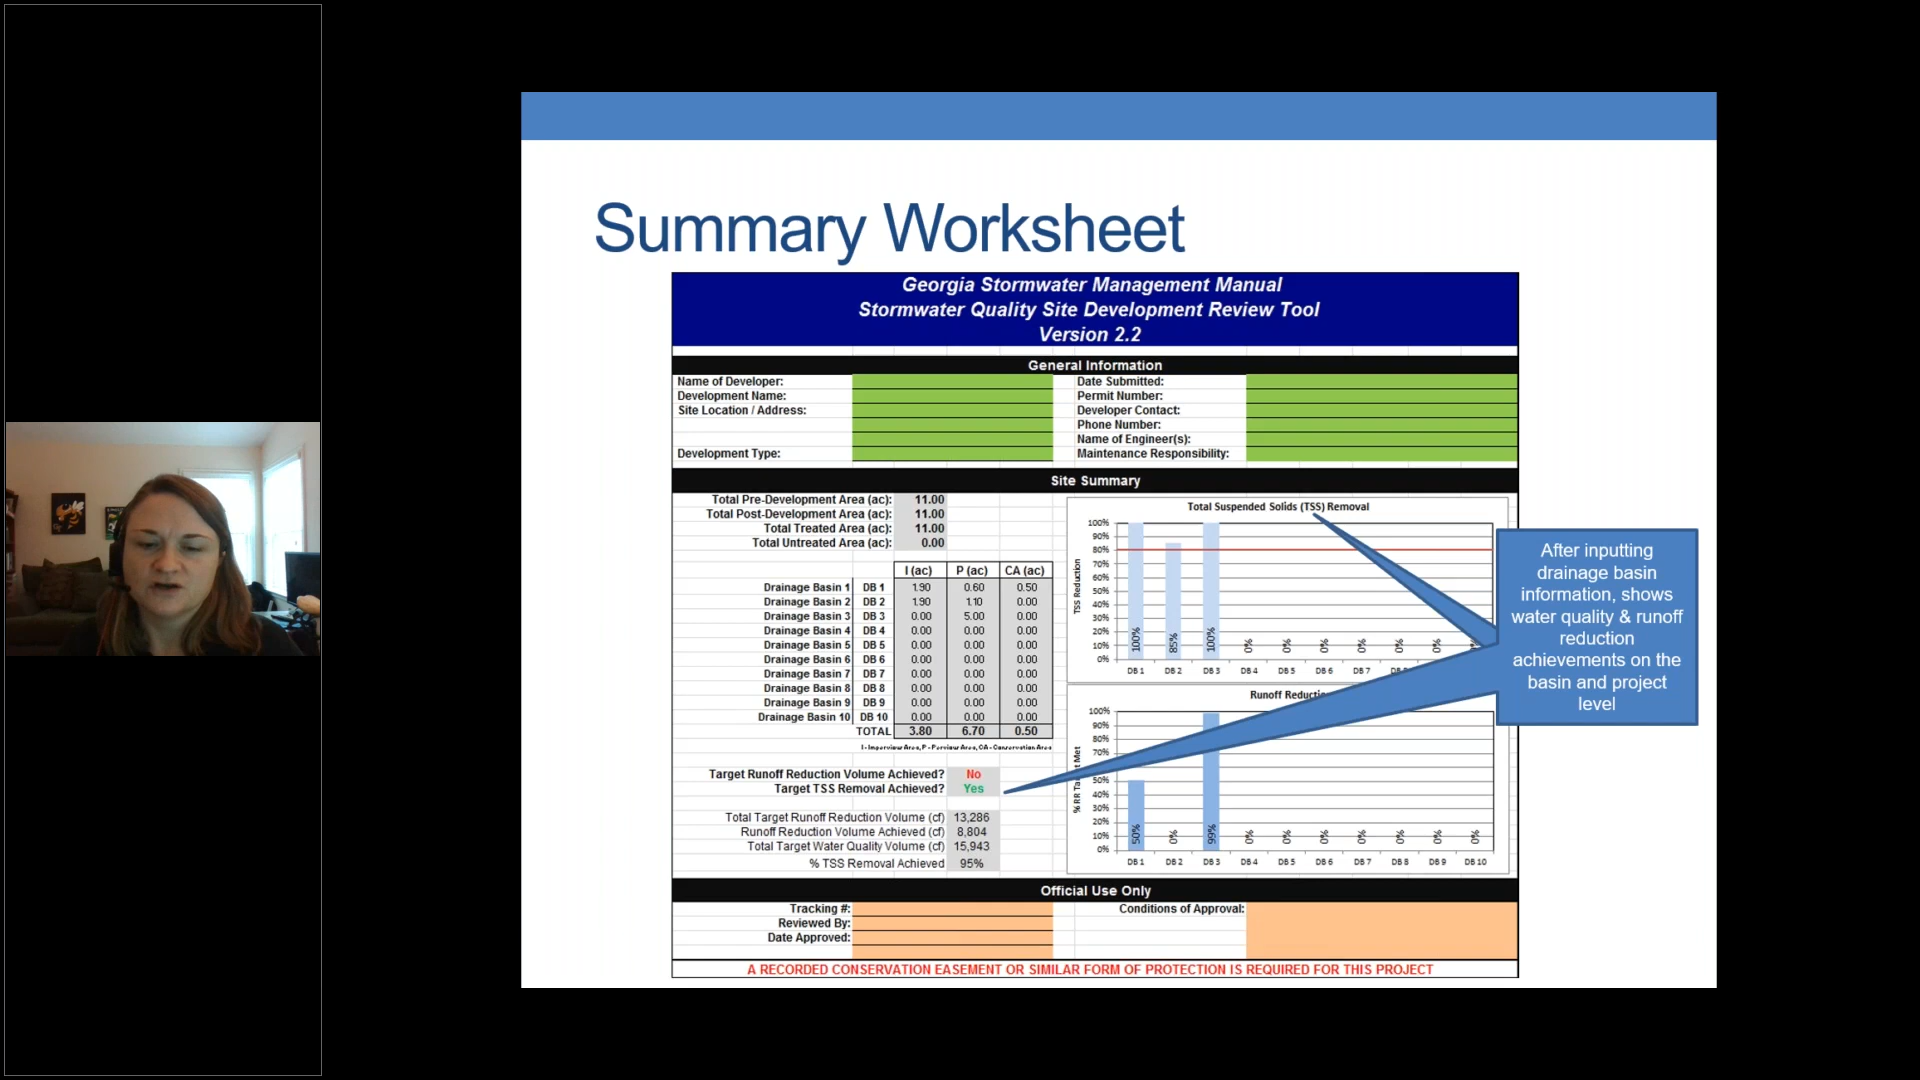 Summary Worksheet
Georgia Stormwater Management Manual
Stormwater Quality Site Development Review Tool
Version 2.2
General Information
Name of Developer: Date Submitted:
Development Name: Permit Number:
Site Location / Address: Developer Contact:
Phone Number:
Name of Engineer(s):
Development Type: Maintenance Responsibility:
Site Summary
Total Pre-Development Area (ac): 11.00
Total Post-Development Area (ac): 11.00
Total Treated Area (ac): 11.00
Total Untreated Area (ac): 0.00
I (ac) P (ac) CA (ac)
Drainage Basin 1 DB 1 1.90 0.60 0.50
Drainage Basin 2 DB 2 1.90 1.10 0.00
Drainage Basin 3 DB 3 0.00 5.00 0.00
Drainage Basin 4 DB 4 0.00 0.00 0.00
Drainage Basin 5 DB 5 0.00 0.00 0.00
Drainage Basin 6 DB 6 0.00 0.00 0.00
Drainage Basin 7 DB 7 0.00 0.00 0.00
Drainage Basin 8 DB 8 0.00 0.00 0.00
Drainage Basin 9 DB 9 0.00 0.00 0.00
Drainage Basin 10 DB 10 0.00 0.00 0.00
TOTAL 3.80 6.70 0.50
I - Impervious Area, P - Pervious Area, CA - Conservation Area
Target Runoff Reduction Volume Achieved? No
Target TSS Removal Achieved? Yes
Total Target Runoff Reduction Volume (cf) 13,286
Runoff Reduction Volume Achieved (cf) 8,804
Total Target Water Quality Volume (cf) 15,943
% TSS Removal Achieved 95%
Total Suspended Solids (TSS) Removal
TSS Reduction
100%
90%
80%
70%
60%
50%
40%
30%
20%
10%
0%
100% 85% 100% 0% 0% 0% 0% 0% 0%
DB 1 DB 2 DB 3 DB 4 DB 5 DB 6 DB 7
Runoff Reduction
% RR Met
100%
90%
80%
70%
50%
40%
30%
20%
10%
0%
50% 0% 99% 0% 0% 0% 0% 0% 0% 0%
DB 1 DB 2 DB 3 DB 4 DB 5 DB 6 DB 7 DB 8 DB 9 DB 10
After inputting
drainage basin
information, shows
water quality & runoff
reduction
achievements on the
basin and project
level
Official Use Only
Tracking #: Conditions of Approval:
Reviewed By:
Date Approved:
A RECORDED CONSERVATION EASEMENT OR SIMILAR FORM OF PROTECTION IS REQUIRED FOR THIS PROJECT